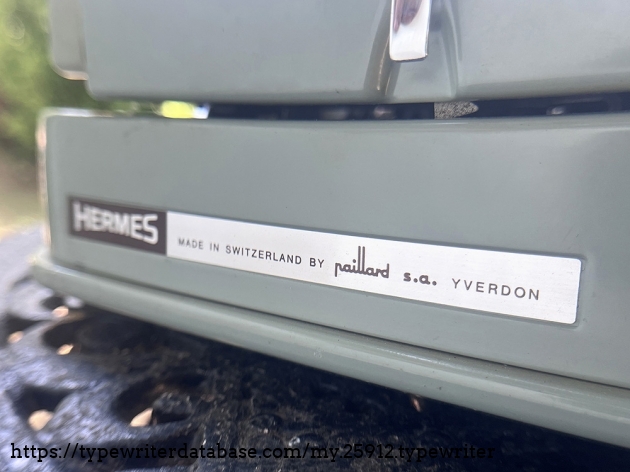 HERMES MADE IN SWITZERLAND BY paillard s.a. YVERDON
https://typewriterdatabase.com/my.25912.typewriter